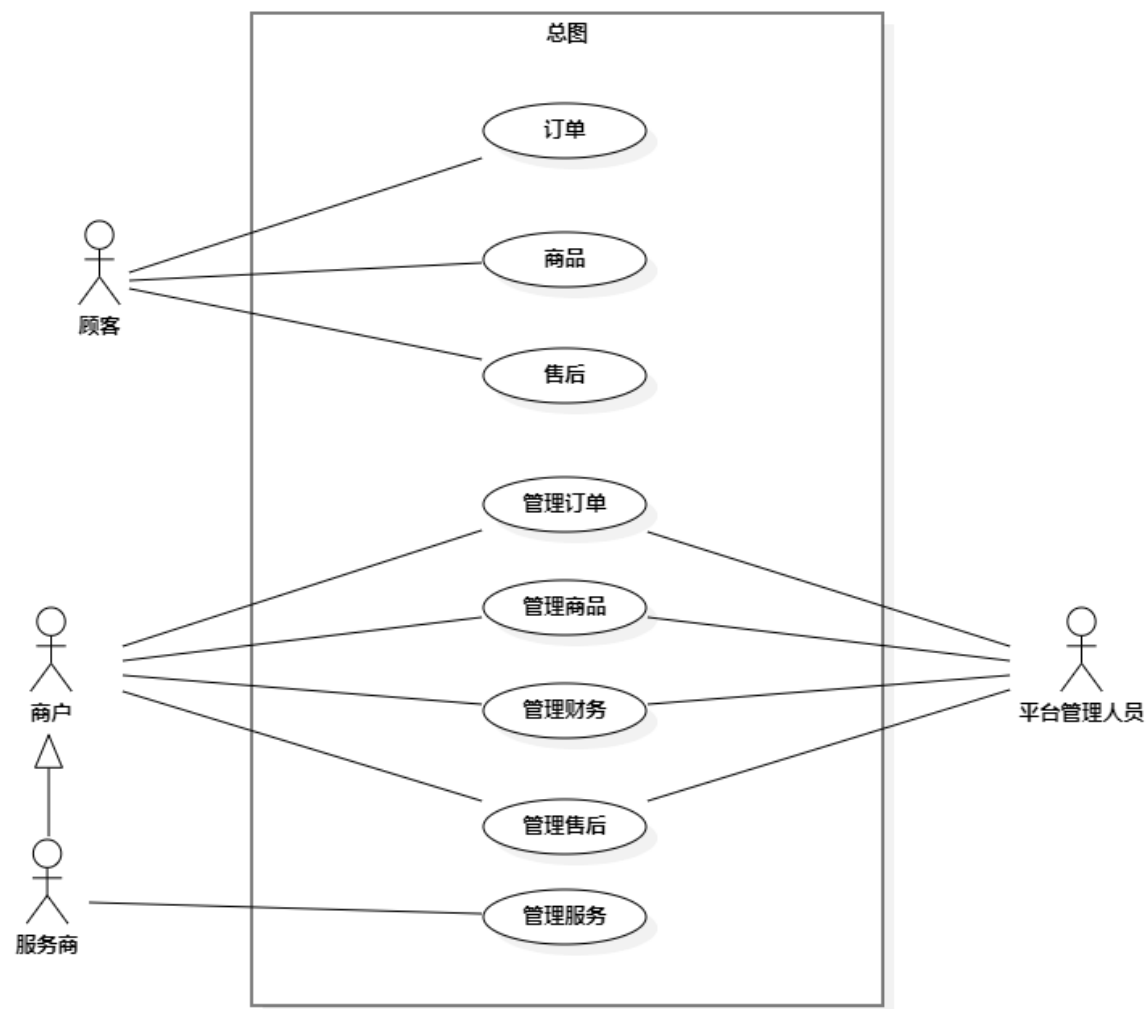 总图
订单
商品
顾客
售后
管理订单
管理商品
管理财务
商户
平台管理人员
管理售后
管理服务
服务商